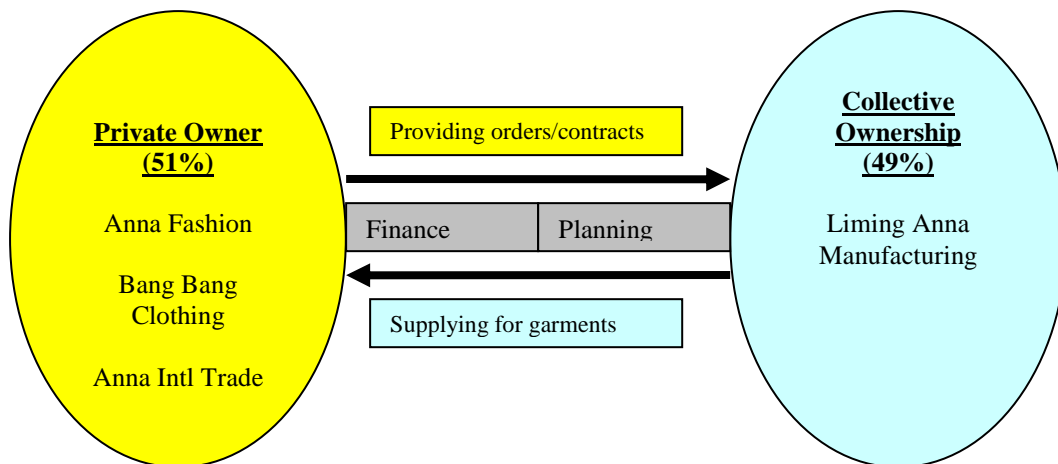 Private Owner
(51%)
Anna Fashion
Bang Bang
Clothing
Anna Intl Trade
Providing orders/contracts
Finance
Planning
Supplying for garments
Collective
Ownership
(49%)
Liming Anna
Manufacturing